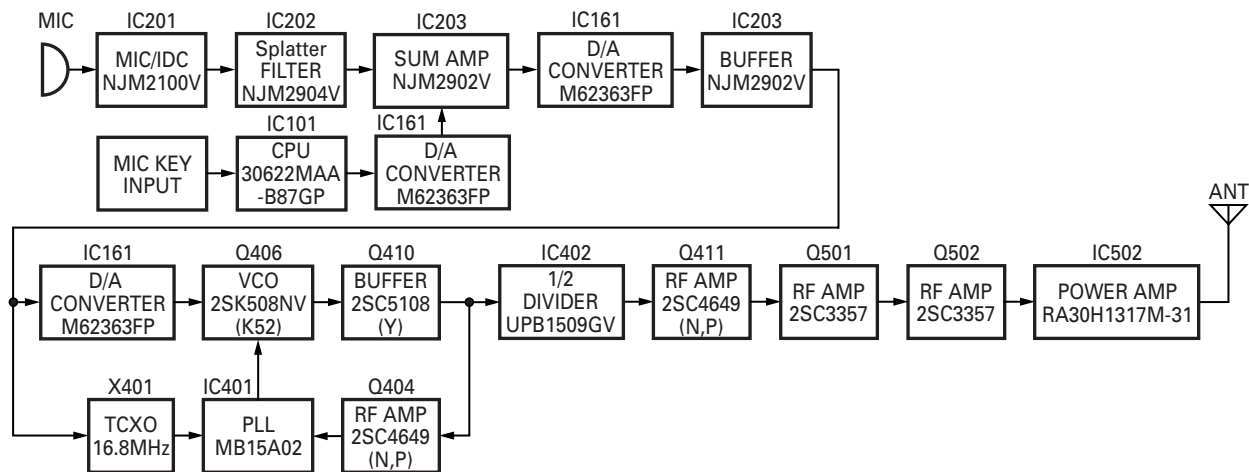 MIC
IC201
MIC/IDC
NJM2100V
IC202
Splatter
FILTER
NJM2904V
IC203
SUM AMP
NJM2902V
IC161
D/A
CONVERTER
M62363FP
IC203
BUFFER
NJM2902V
MIC KEY
INPUT
IC101
CPU
30622MAA
-B87GP
IC161
D/A
CONVERTER
M62363FP
ANT
IC161
D/A
CONVERTER
M62363FP
Q406
VCO
2SK508NV
(K52)
Q410
BUFFER
2SC5108
(Y)
IC402
1/2
DIVIDER
UPB1509GV
Q411
RF AMP
2SC4649
(N,P)
Q501
RF AMP
2SC3357
Q502
RF AMP
2SC3357
IC502
POWER AMP
RA30H1317M-31
X401
TCXO
16.8MHz
IC401
PLL
MB15A02
Q404
RF AMP
2SC4649
(N,P)